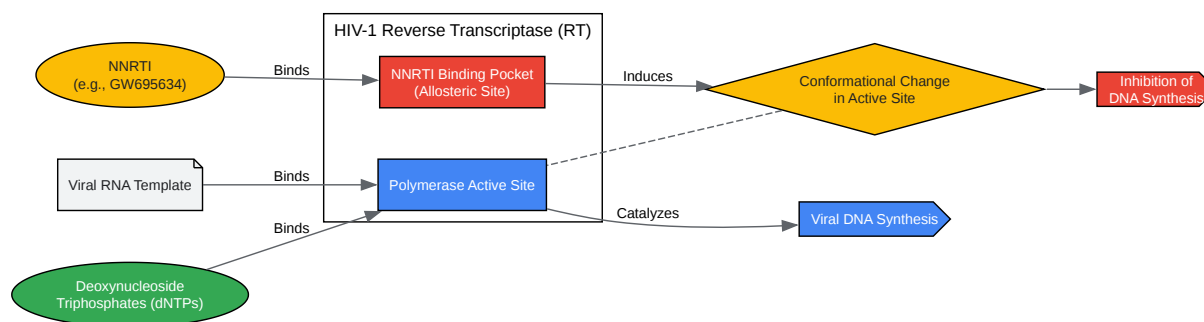 HIV-1 Reverse Transcriptase (RT)
NNRTI
(e.g., GW695634)
Binds
NNRTI Binding Pocket
(Allosteric Site)
Induces
Conformational Change
in Active Site
Inhibition of
DNA Synthesis
Viral RNA Template
Binds
Polymerase Active Site
Catalyzes
Viral DNA Synthesis
Binds
Deoxynucleoside
Triphosphates (dNTPs)